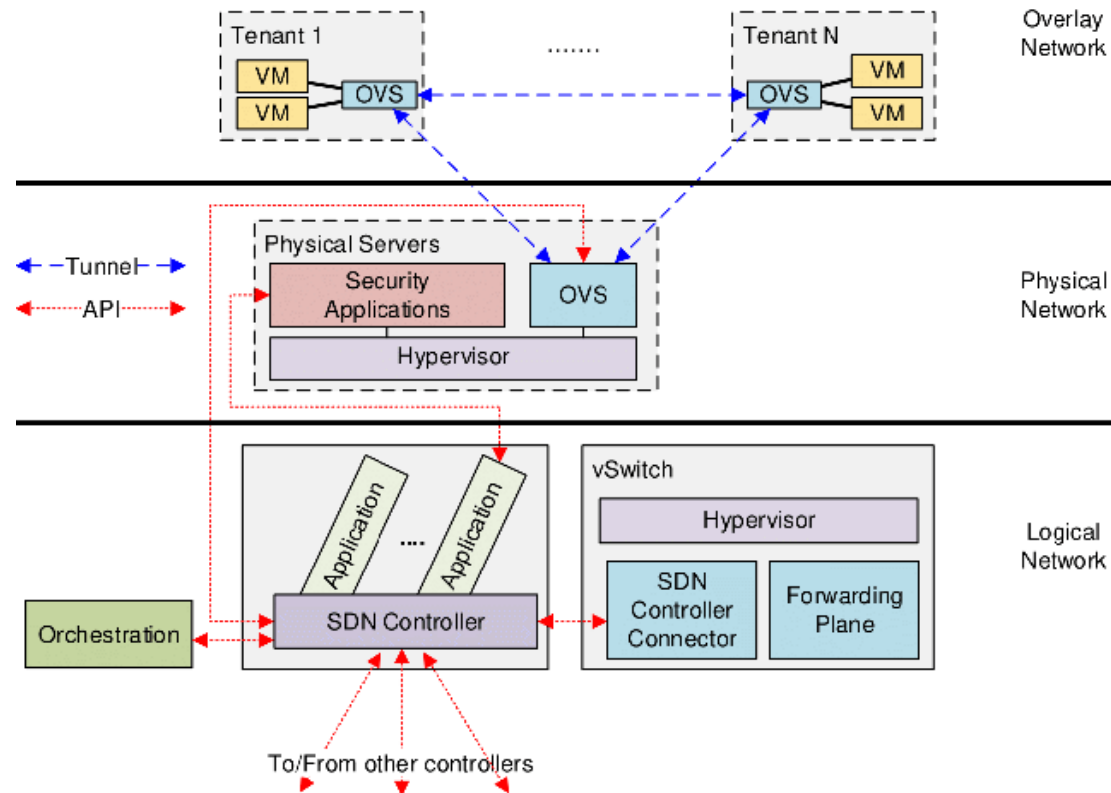 Tenant 1
VM
VM
OVS
.......
Tenant N
OVS
VM
VM
Overlay
Network
Tunnel
API
Physical Servers
Security
Applications
OVS
Hypervisor
Physical
Network
Application
....
Application
SDN Controller
Orchestration
To/From other controllers
vSwitch
Hypervisor
SDN
Controller
Connector
Forwarding
Plane
Logical
Network